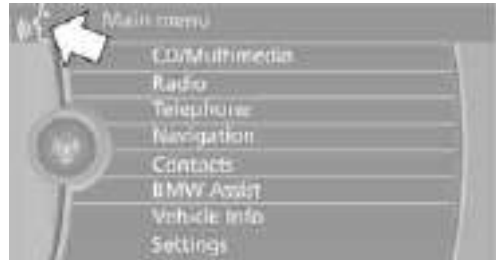 Main menu
CD/Multimedia
Radio
Telephone
Navigation
Contacts
BMW Assist
Vehicle Info
Settings